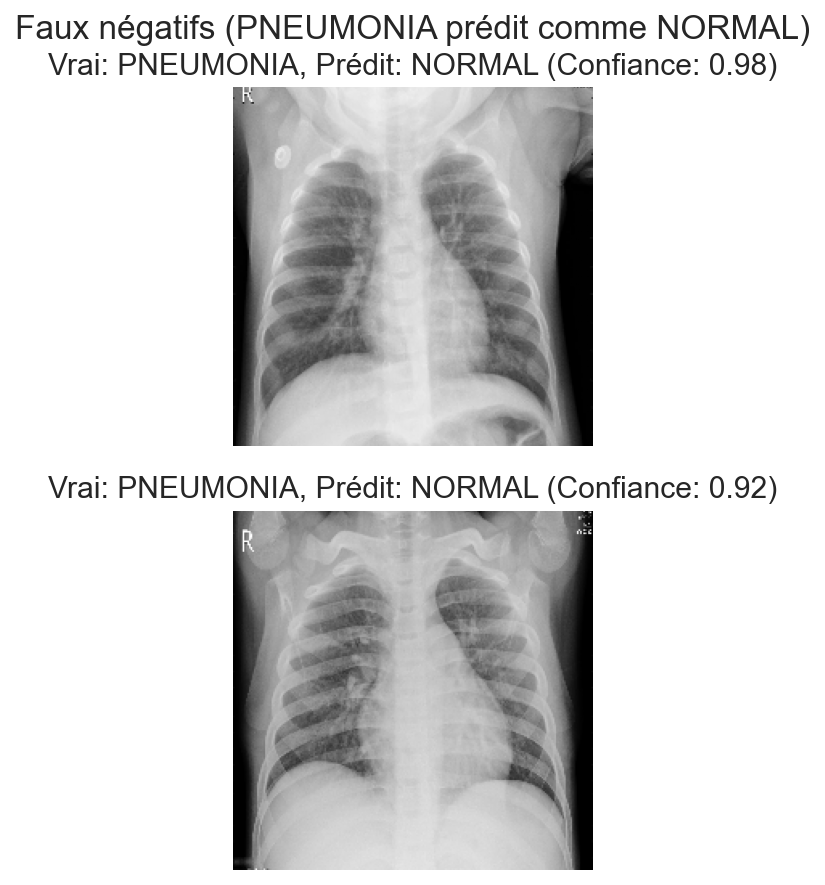 Faux négatifs (PNEUMONIA prédit comme NORMAL)
Vrai: PNEUMONIA, Prédit: NORMAL (Confiance: 0.98)
R
Vrai: PNEUMONIA, Prédit: NORMAL (Confiance: 0.92)
R